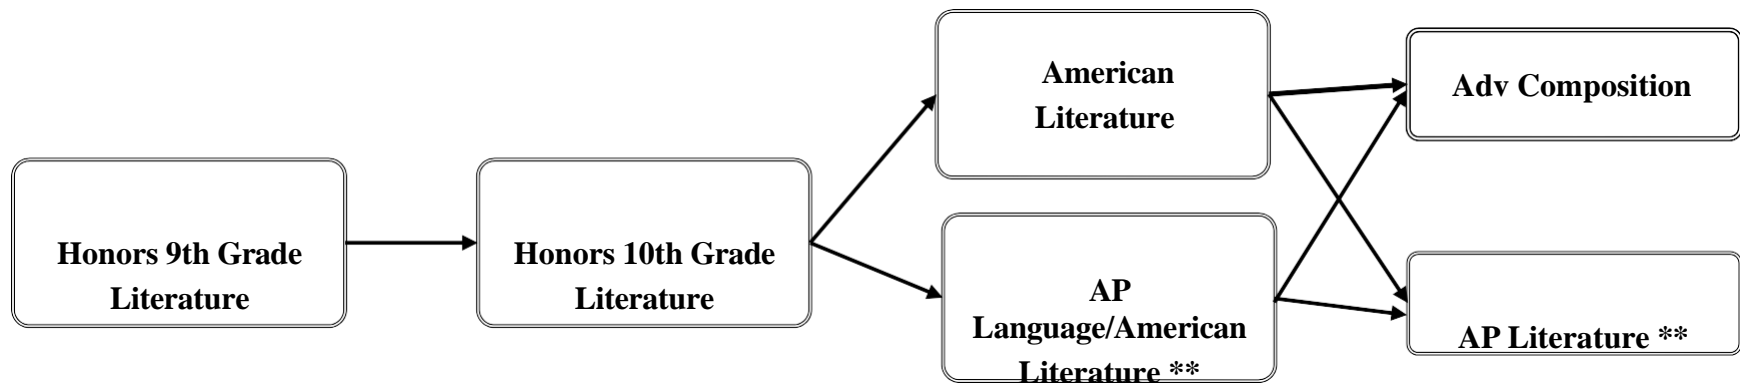 Honors 9th Grade
Literature
Honors 10th Grade
Literature
American
Literature
AP
Language/American
Literature **
Adv Composition
AP Literature **